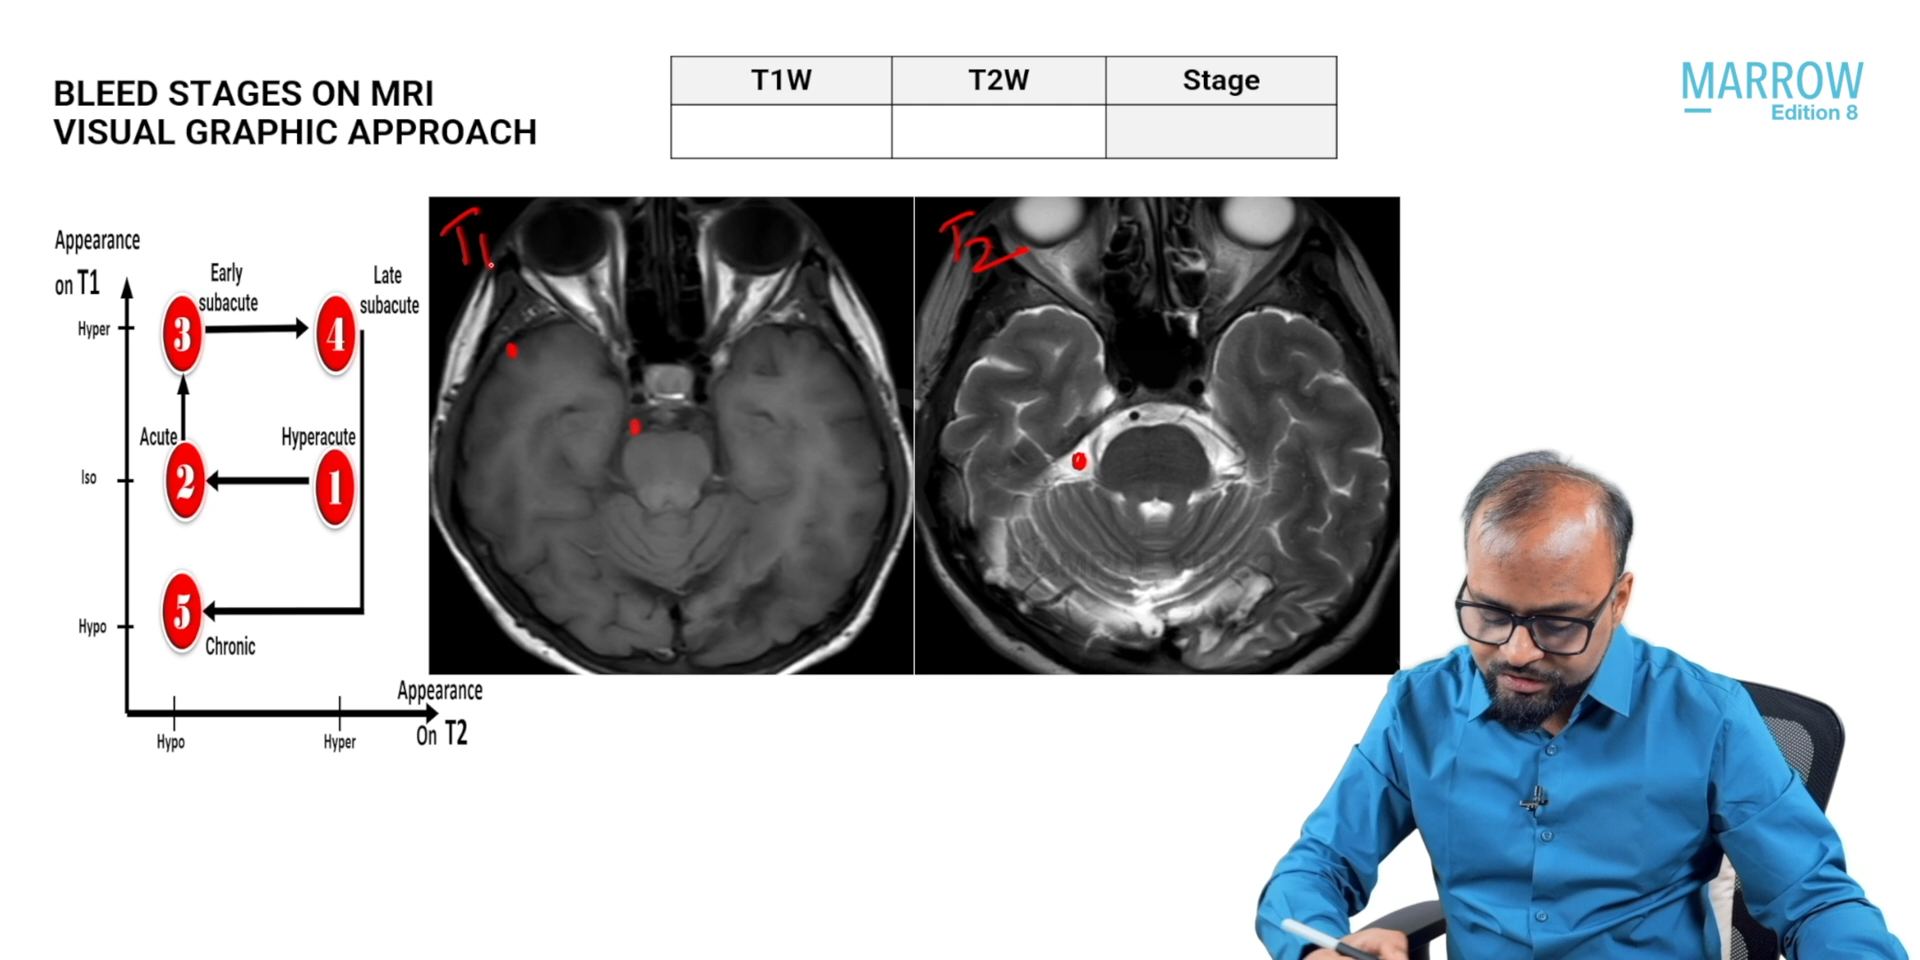 BLEED STAGES ON MRI
VISUAL GRAPHIC APPROACH
T1W T2W Stage
MARROW
Edition 8
T1
T2
Appearance
on T1
Early
subacute
Late
subacute
Hyper
3
4
Acute
Hyperacute
Iso
2
1
Hypo
5
Chronic
Appearance
On T2
Hypo
Hyper